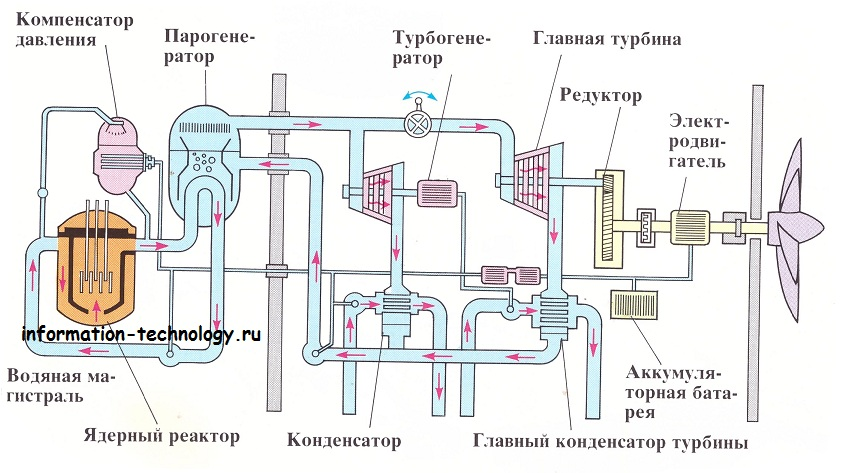 Компенсатор
давления
Парогене-
ратор
Турбогене-
ратор
Главная турбина
Редуктор
Элект-
родви-
гатель
information-technology.ru
Водяная ма-
гистраль
Ядерный реактор
Конденсатор
Главный конденсатор турбины
Аккумуля-
торная бата-
рея